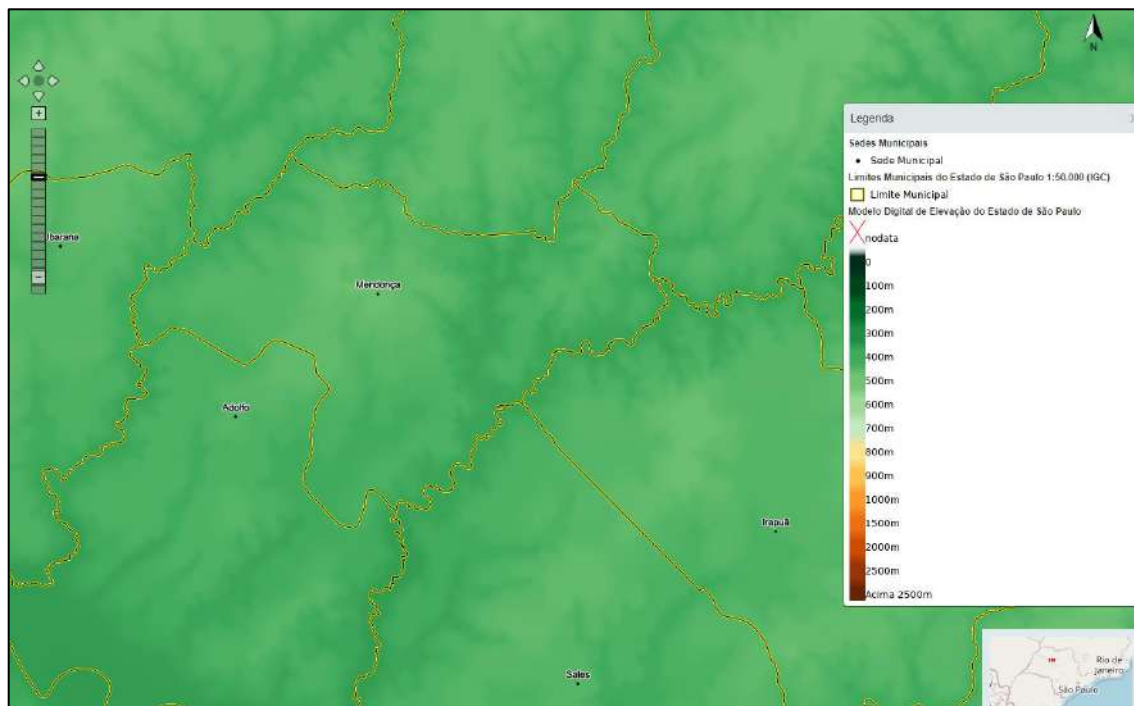 N
+
−
Ibarana
Mendonça
Adolfo
Irapuã
Sales
Legenda
Sedes Municipais
Sede Municipal
Limites Municipais do Estado de São Paulo 1:50.000 (IGC)
Limite Municipal
Modelo Digital de Elevação do Estado de São Paulo
nodata
0
100m
200m
300m
400m
500m
600m
700m
800m
900m
1000m
1500m
2000m
2500m
Acima 2500m
Rio de
Janeiro
São Paulo